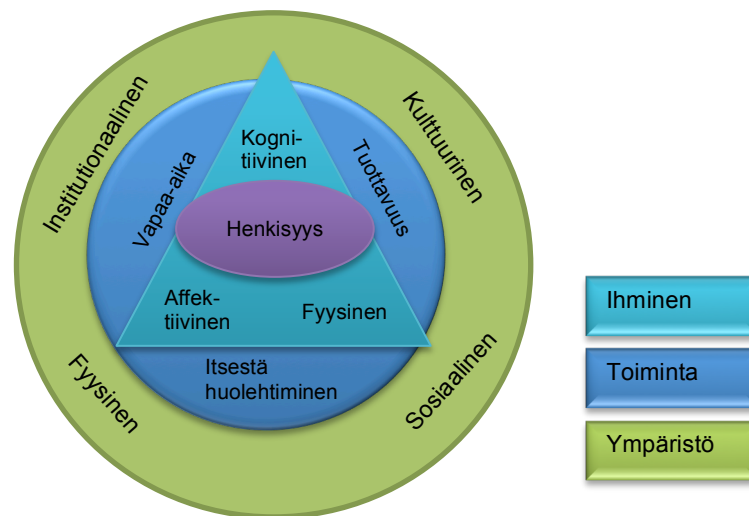 Institutionaalinen
Kulttuurinen
Vapaa-aika
Kogni-
tiivinen
Tuottavuus
Henkisyys
Affek-
tiivinen
Fyysinen
Itsestä
huolehtiminen
Fyysinen
Sosiaalinen
Ihminen
Toiminta
Ympäristö